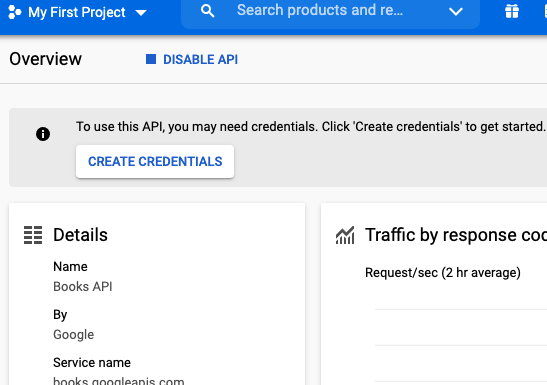 My First Project
Search products and re...
Overview
DISABLE API
To use this API, you may need credentials. Click 'Create credentials' to get started.
CREATE CREDENTIALS
Details
Name
Books API
By
Google
Service name
books.googleapis.com
Traffic by response
Request/sec (2 hr average)